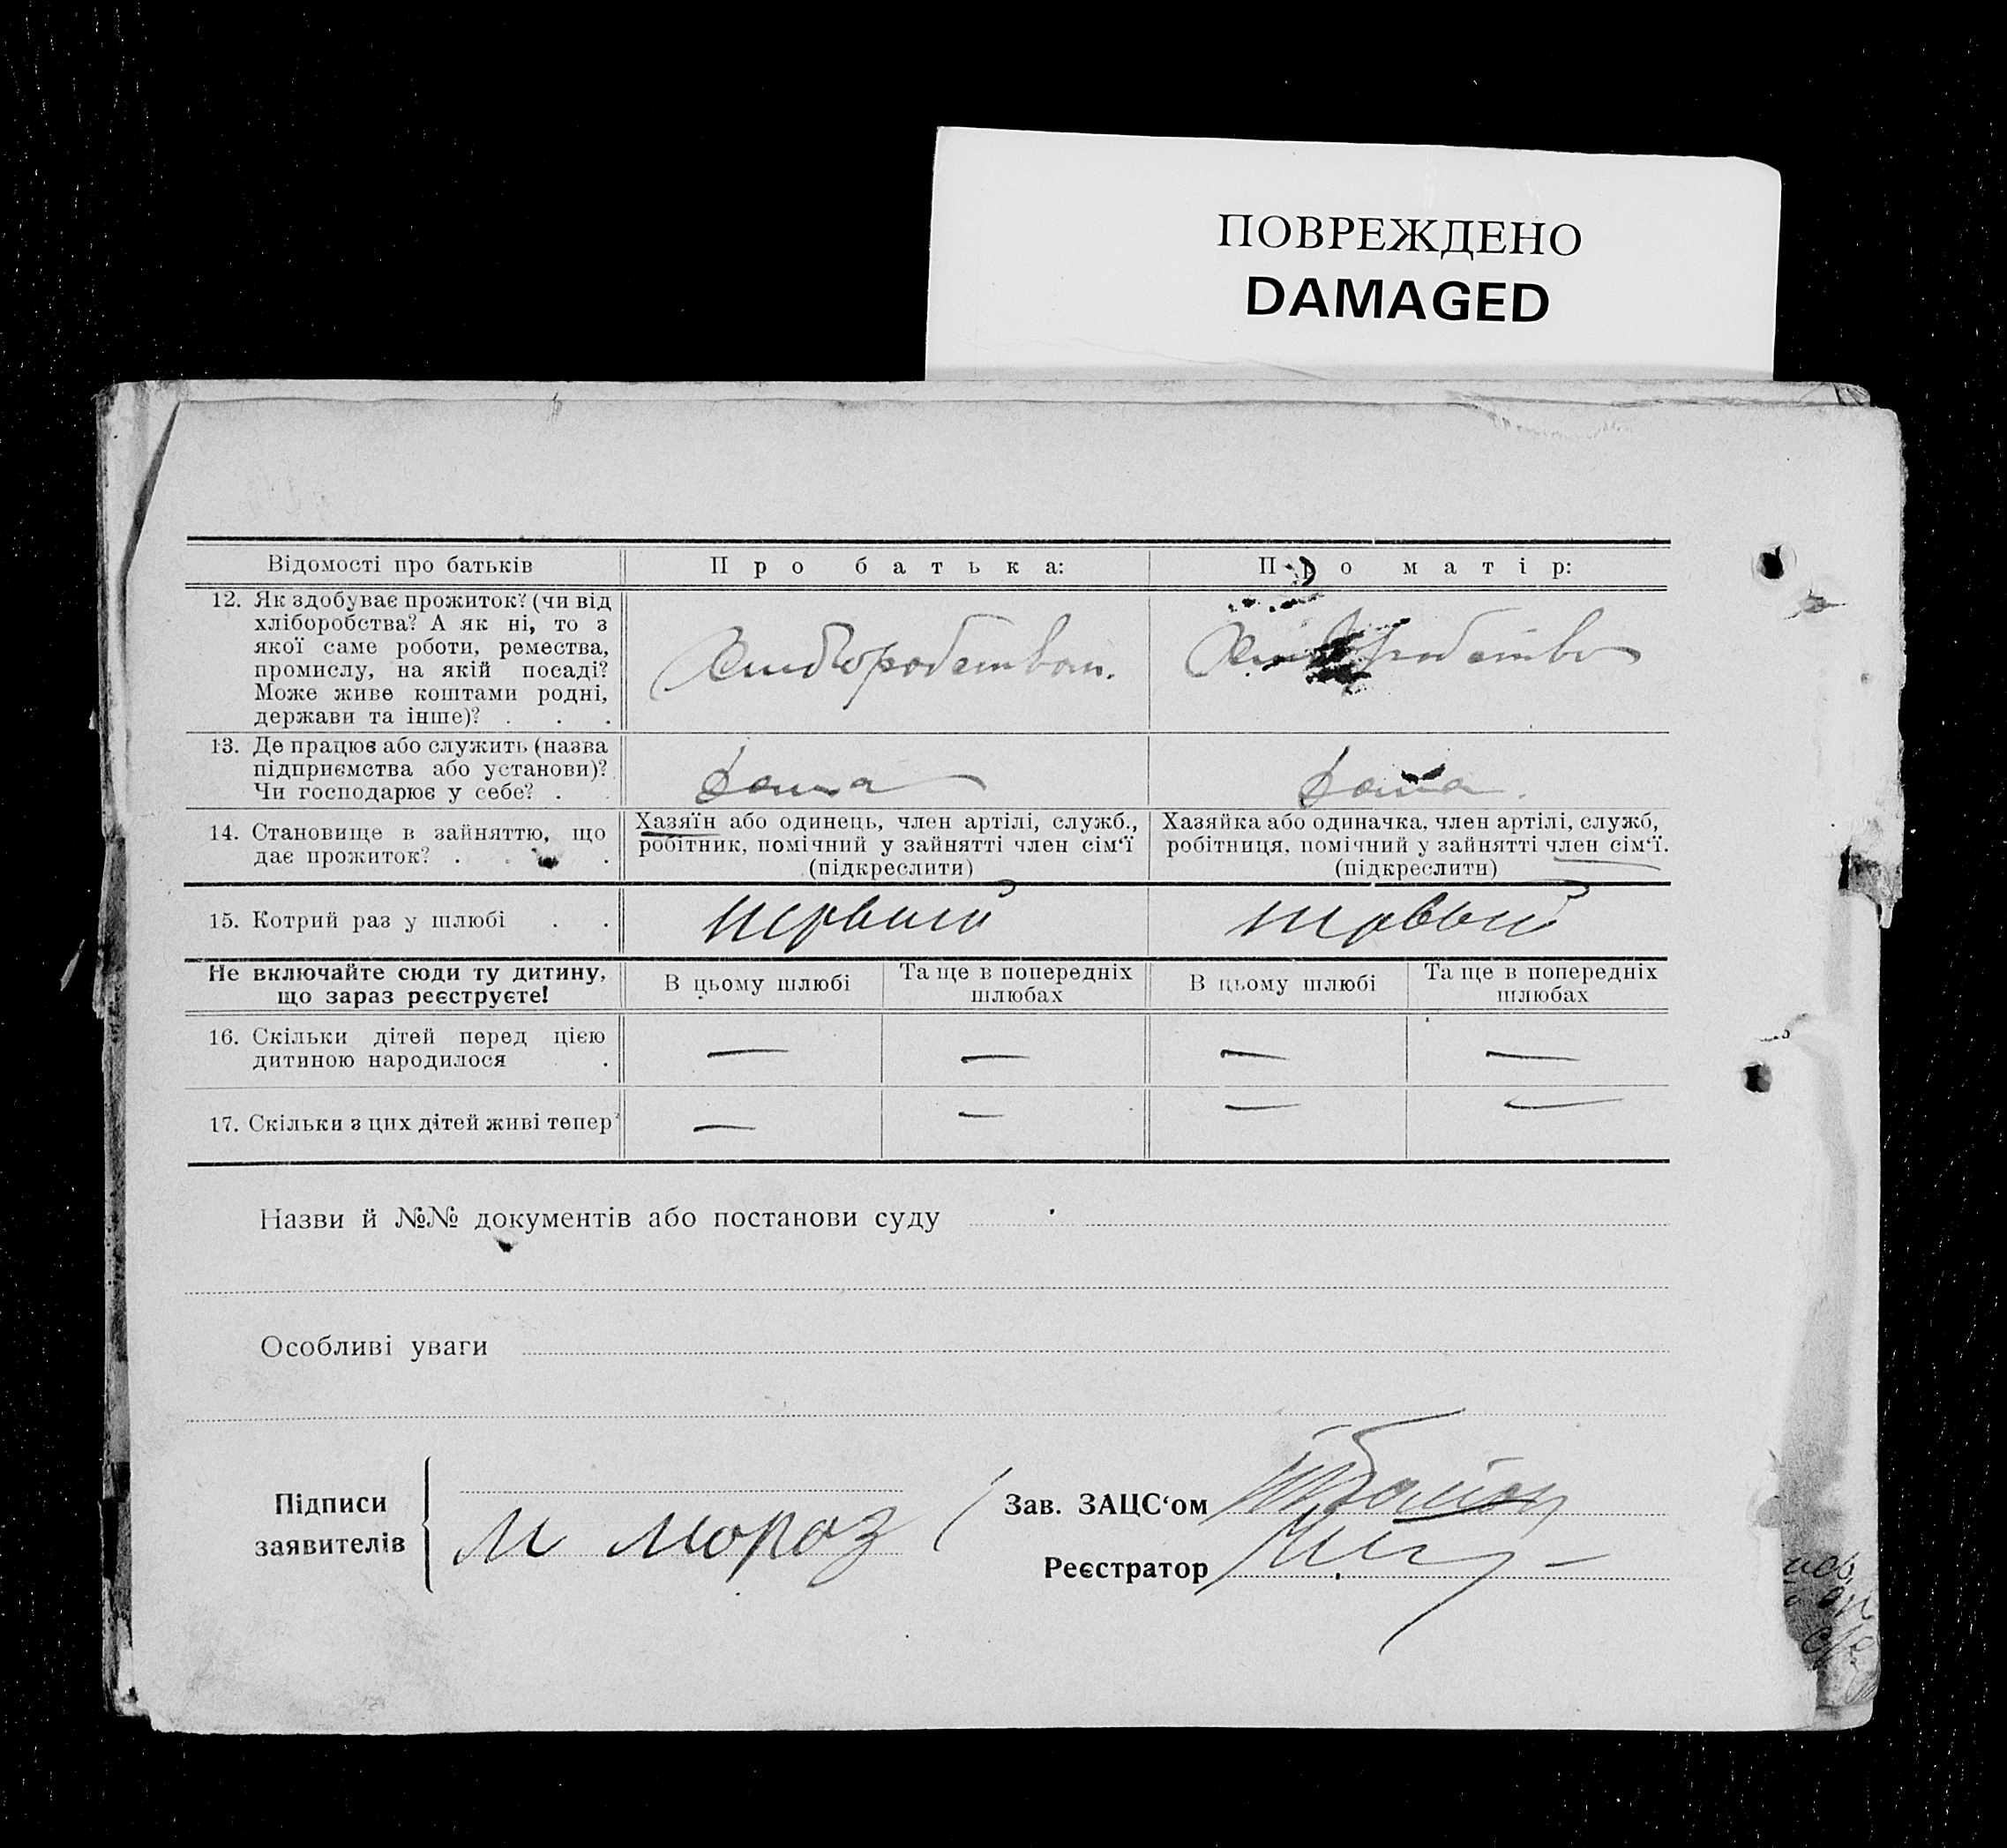 ПОВРЕЖДЕНО
DAMAGED
Відомості про батьків
Про батька:
Про матір:
12. Як здобуває прожиток? (чи від
хліборобства? А як ні, то з
якої саме роботи, ремества,
промислу, на якій посаді?
Може живе коштами родні,
держави та інше)? . . .
Хліборобством.
Хліборобство
13. Де працює або служить (назва
підприємства або установи)?
Чи господарює у себе? .
дома
дома.
14. Становище в зайняттю, що
дає прожиток? . . .
Хазяїн або одинець, член артілі, служб.,
робітник, помічний у зайнятті член сім'ї
(підкреслити)
Хазяйка або одиначка, член артілі, служб,
робітниця, помічний у зайнятті член сім'ї.
(підкреслити)
15. Котрий раз у шлюбі . .
первий
первый
Не включайте сюди ту дитину,
що зараз реєструєте!
В цьому шлюбі
Та ще в попередніх
шлюбах
В цьому шлюбі
Та ще в попередніх
шлюбах
16. Скільки дітей перед цією
дитиною народилося .
— — — —
17. Скільки з цих дітей живі тепер?
— — — —
Назви й №№ документів або постанови суду
Особливі уваги
Підписи
заявителів
М Мороз
Зав. ЗАЦС'ом
Реєстратор